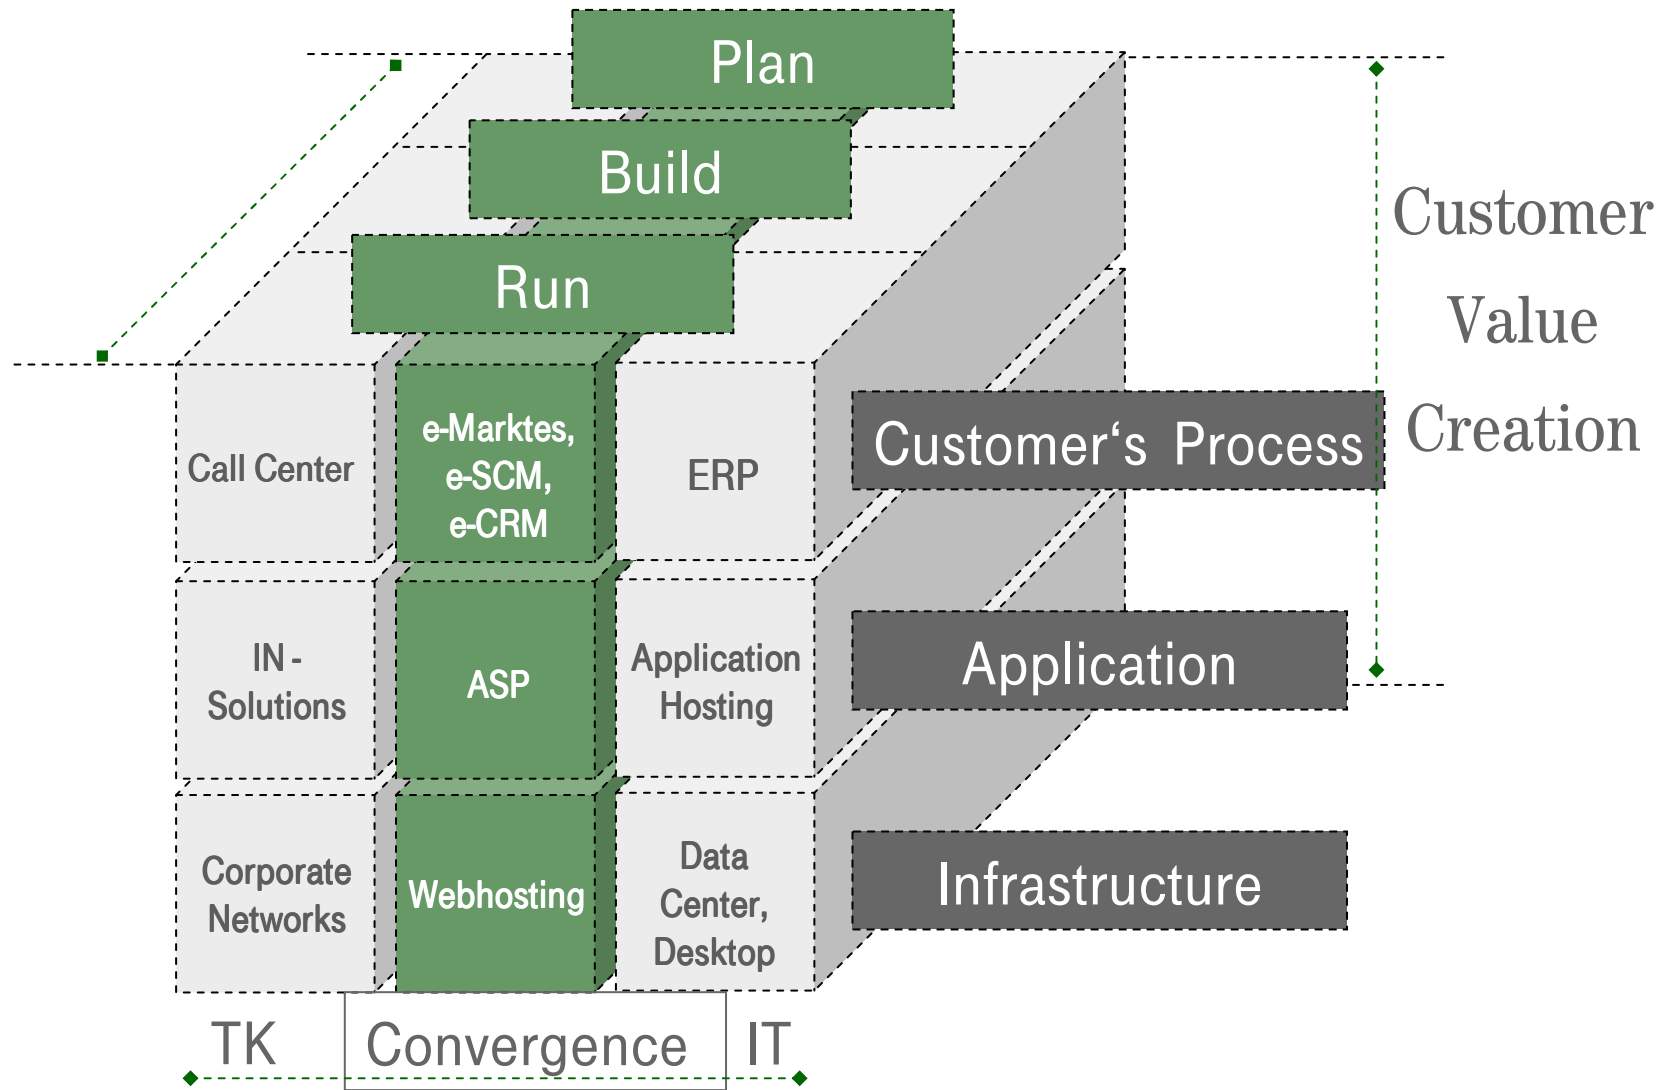 Plan
Build
Run
Customer
Value
Creation
Call Center
e-Marktes,
e-SCM,
e-CRM
ERP
Customer‘s Process
IN -
Solutions
ASP
Application
Hosting
Application
Corporate
Networks
Webhosting
Data
Center,
Desktop
Infrastructure
TK
Convergence
IT